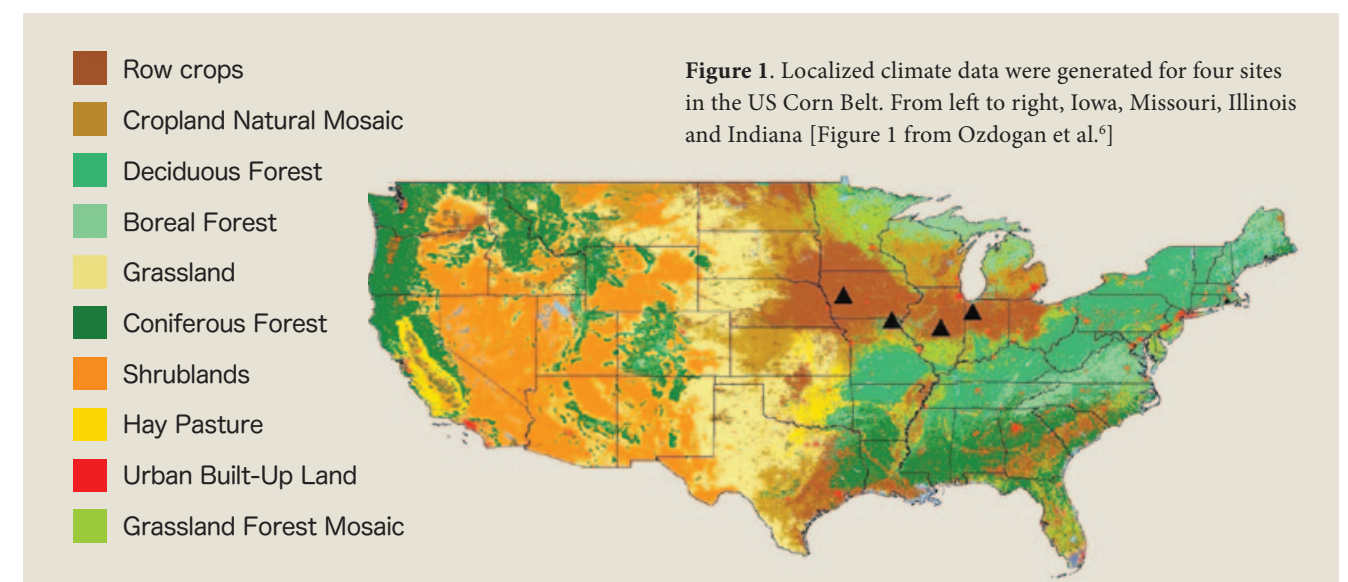 Row crops
Cropland Natural Mosaic
Deciduous Forest
Boreal Forest
Grassland
Coniferous Forest
Shrublands
Hay Pasture
Urban Built-Up Land
Grassland Forest Mosaic
Figure 1. Localized climate data were generated for four sites
in the US Corn Belt. From left to right, Iowa, Missouri, Illinois
and Indiana [Figure 1 from Ozdogan et al.⁶]